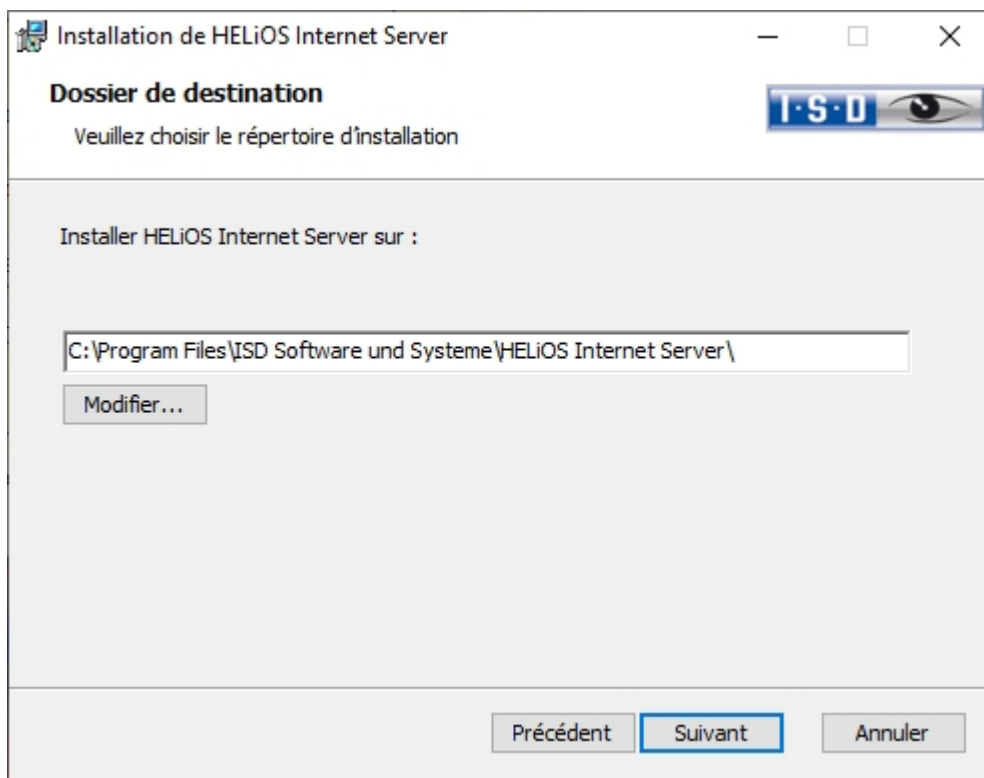 Installation de HELiOS Internet Server
Dossier de destination
Veuillez choisir le répertoire d'installation
I·S·D
Installer HELiOS Internet Server sur :
C:\Program Files\ISD Software und Systeme\HELiOS Internet Server\
Modifier...
Précédent Suivant Annuler